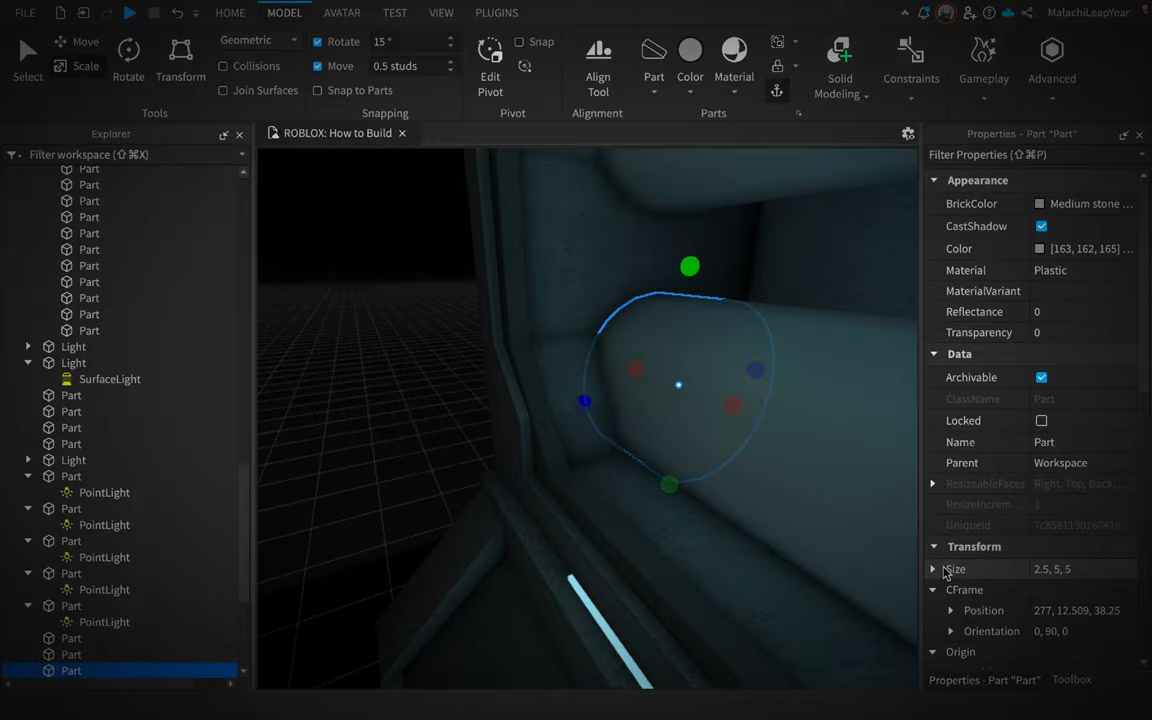 FILE HOME MODEL AVATAR TEST VIEW PLUGINS MalachiLeapYear
Select Move Scale Rotate Transform
Geometric
Collisions
Join Surfaces
Tools
Rotate 15 °
Move 0.5 studs
Snap to Parts
Snapping
Edit Pivot Snap
Pivot
Align Tool
Alignment
Part Color Material
Parts
Solid Modeling
Constraints
Gameplay
Advanced
Explorer
Filter workspace (⇧⌘X)
Part
Part
Part
Part
Part
Part
Part
Part
Part
Part
Part
Light
Light
SurfaceLight
Part
Part
Part
Part
Light
Part
PointLight
Part
PointLight
Part
PointLight
Part
PointLight
Part
PointLight
Part
Part
Part
ROBLOX: How to Build
Properties - Part "Part"
Filter Properties (⇧⌘P)
Appearance
BrickColor Medium stone ...
CastShadow
Color [163, 162, 165] ...
Material Plastic
MaterialVariant
Reflectance 0
Transparency 0
Data
Archivable
ClassName Part
Locked
Name Part
Parent Workspace
ResizeableFaces Right, Top, Back, ...
ResizeIncrem... 1
UniqueId 7c8581190160416...
Transform
Size 2.5, 5, 5
CFrame
Position 277, 12.509, 38.25
Orientation 0, 90, 0
Origin
Properties - Part "Part" Toolbox